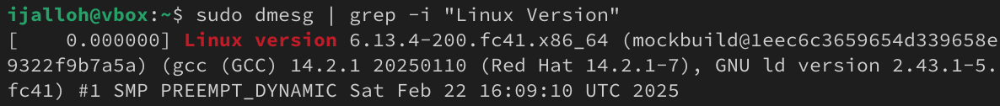 ijalloh@vbox:~$ sudo dmesg | grep -i "Linux Version"
[    0.000000] Linux version 6.13.4-200.fc41.x86_64 (mockbuild@1eec6c3659654d339658e
9322f9b7a5a) (gcc (GCC) 14.2.1 20250110 (Red Hat 14.2.1-7), GNU ld version 2.43.1-5.
fc41) #1 SMP PREEMPT_DYNAMIC Sat Feb 22 16:09:10 UTC 2025